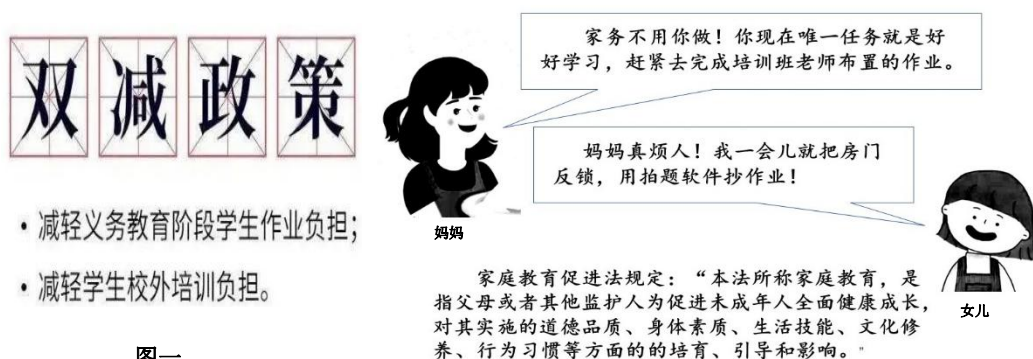 双减政策
• 减轻义务教育阶段学生作业负担；
• 减轻学生校外培训负担。
图一
家务不用你做！你现在唯一任务就是好
好学习，赶紧去完成培训班老师布置的作业。
妈妈真烦人！我一会儿就把房门
反锁，用拍题软件抄作业！
妈妈
女儿
家庭教育促进法规定：“本法所称家庭教育，是
指父母或者其他监护人为促进未成年人全面健康成长，
对其实施的道德品质、身体素质、生活技能、文化修
养、行为习惯等方面的的培育、引导和影响。”